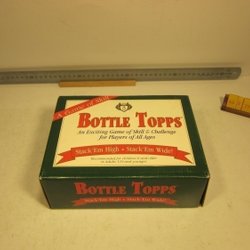 A Game of Skill
BOTTLE TOPPS
An Exciting Game of Skill & Challenge
for Players of All Ages
Stack 'Em High • Stack 'Em Wide!
BOTTLE TOPPS
Stack 'Em High • Stack 'Em Wide!